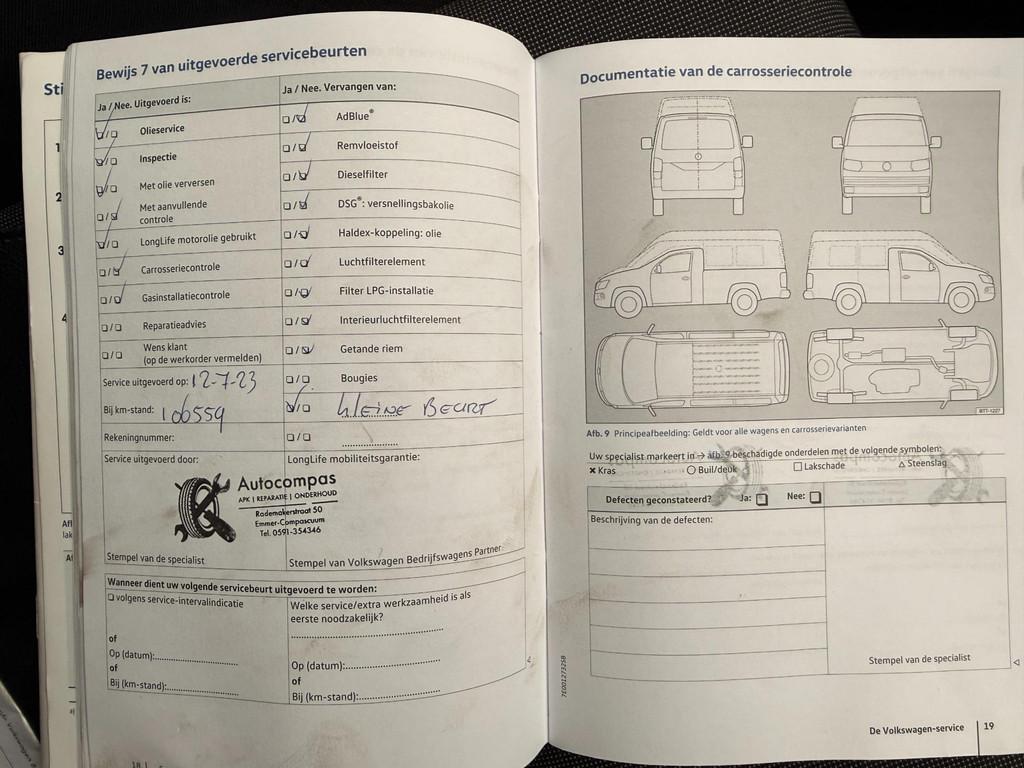 Sti
1
2
3
4
Bewijs 7 van uitgevoerde servicebeurten
Ja / Nee. Uitgevoerd is:
Ja / Nee. Vervangen van:
Olieservice
AdBlue®
Inspectie
Remvloeistof
Met olie verversen
Dieselfilter
Met aanvullende
controle
DSG®: versnellingsbakolie
LongLife motorolie gebruikt
Haldex-koppeling: olie
Carrosseriecontrole
Luchtfilterelement
Gasinstallatiecontrole
Filter LPG-installatie
Reparatieadvies
Interieurluchtfilterelement
Wens klant
(op de werkorder vermelden)
Getande riem
Service uitgevoerd op: 12-7-23
Bougies
Bij km-stand: 106559
kleine Beurt
Rekeningnummer:
Service uitgevoerd door:
LongLife mobiliteitsgarantie:
Autocompas
APK | REPARATIE | ONDERHOUD
Rademakerstraat 50
Emmer-Compascuum
Tel. 0591-354346
Stempel van de specialist
Stempel van Volkswagen Bedrijfswagens Partner:
Wanneer dient uw volgende servicebeurt uitgevoerd te worden:
volgens service-intervalindicatie
Welke service/extra werkzaamheid is als
eerste noodzakelijk?
of
Op (datum):
of
Bij (km-stand):
Op (datum):
of
Bij (km-stand):
Documentatie van de carrosseriecontrole
BTT-1227
Afb. 9 Principeafbeelding: Geldt voor alle wagens en carrosserievarianten
Uw specialist markeert in → afb. 9 beschadigde onderdelen met de volgende symbolen:
Kras
Buil/deuk
Lakschade
Steenslag
Defecten geconstateerd? Ja: Nee:
Beschrijving van de defecten:
Stempel van de specialist
7E0012732SB
De Volkswagen-service 19